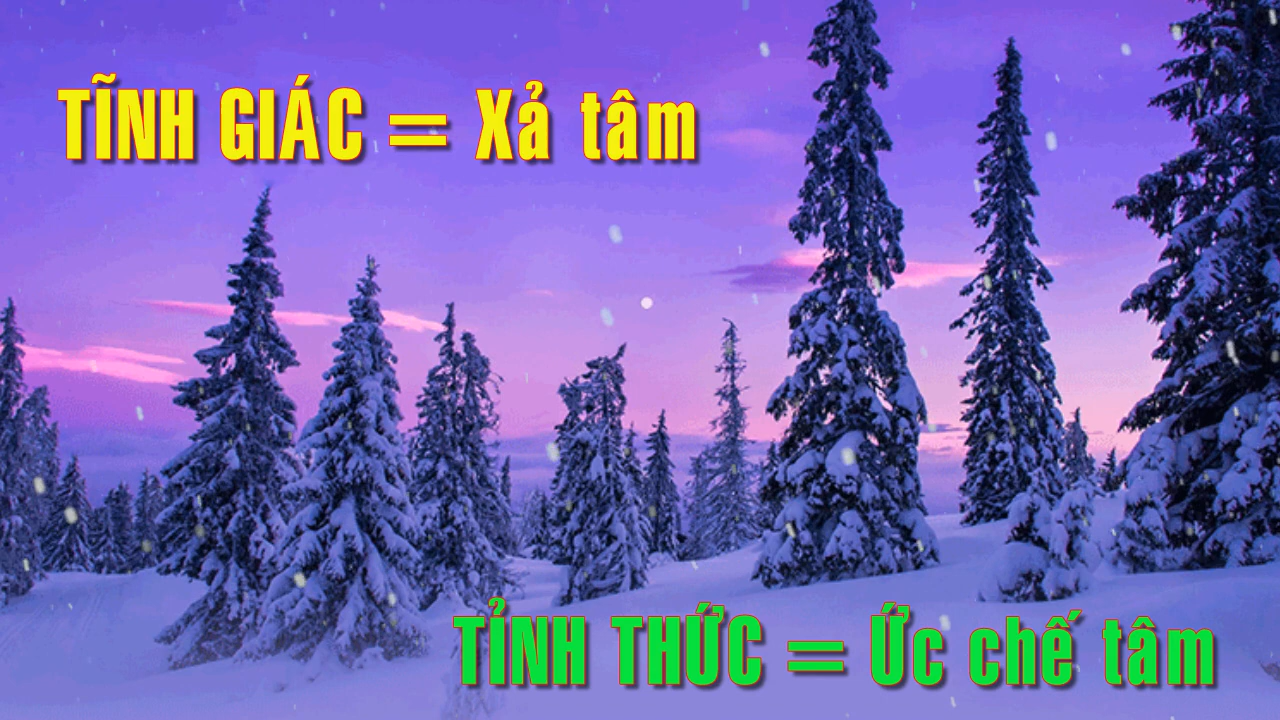 TĨNH GIÁC = Xả tâm
TỈNH THỨC = Ức chế tâm